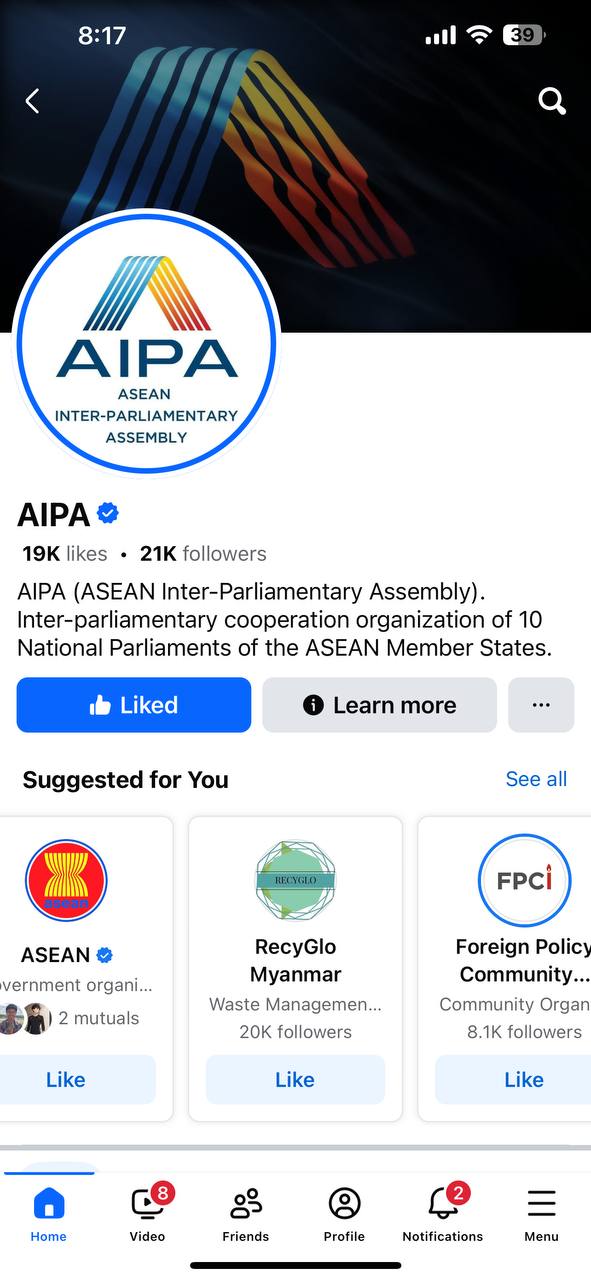 8:17
39
AIPA
ASEAN
INTER-PARLIAMENTARY
ASSEMBLY
AIPA
19K likes • 21K followers
AIPA (ASEAN Inter-Parliamentary Assembly).
Inter-parliamentary cooperation organization of 10
National Parliaments of the ASEAN Member States.
Liked
Learn more
Suggested for You
See all
asean
ASEAN
overnment organi...
2 mutuals
Like
RECYGLO
RecyGlo
Myanmar
Waste Managemen...
20K followers
Like
FPCI
Foreign Policy
Community...
Community Organ
8.1K followers
Like
8
2
Home
Video
Friends
Profile
Notifications
Menu